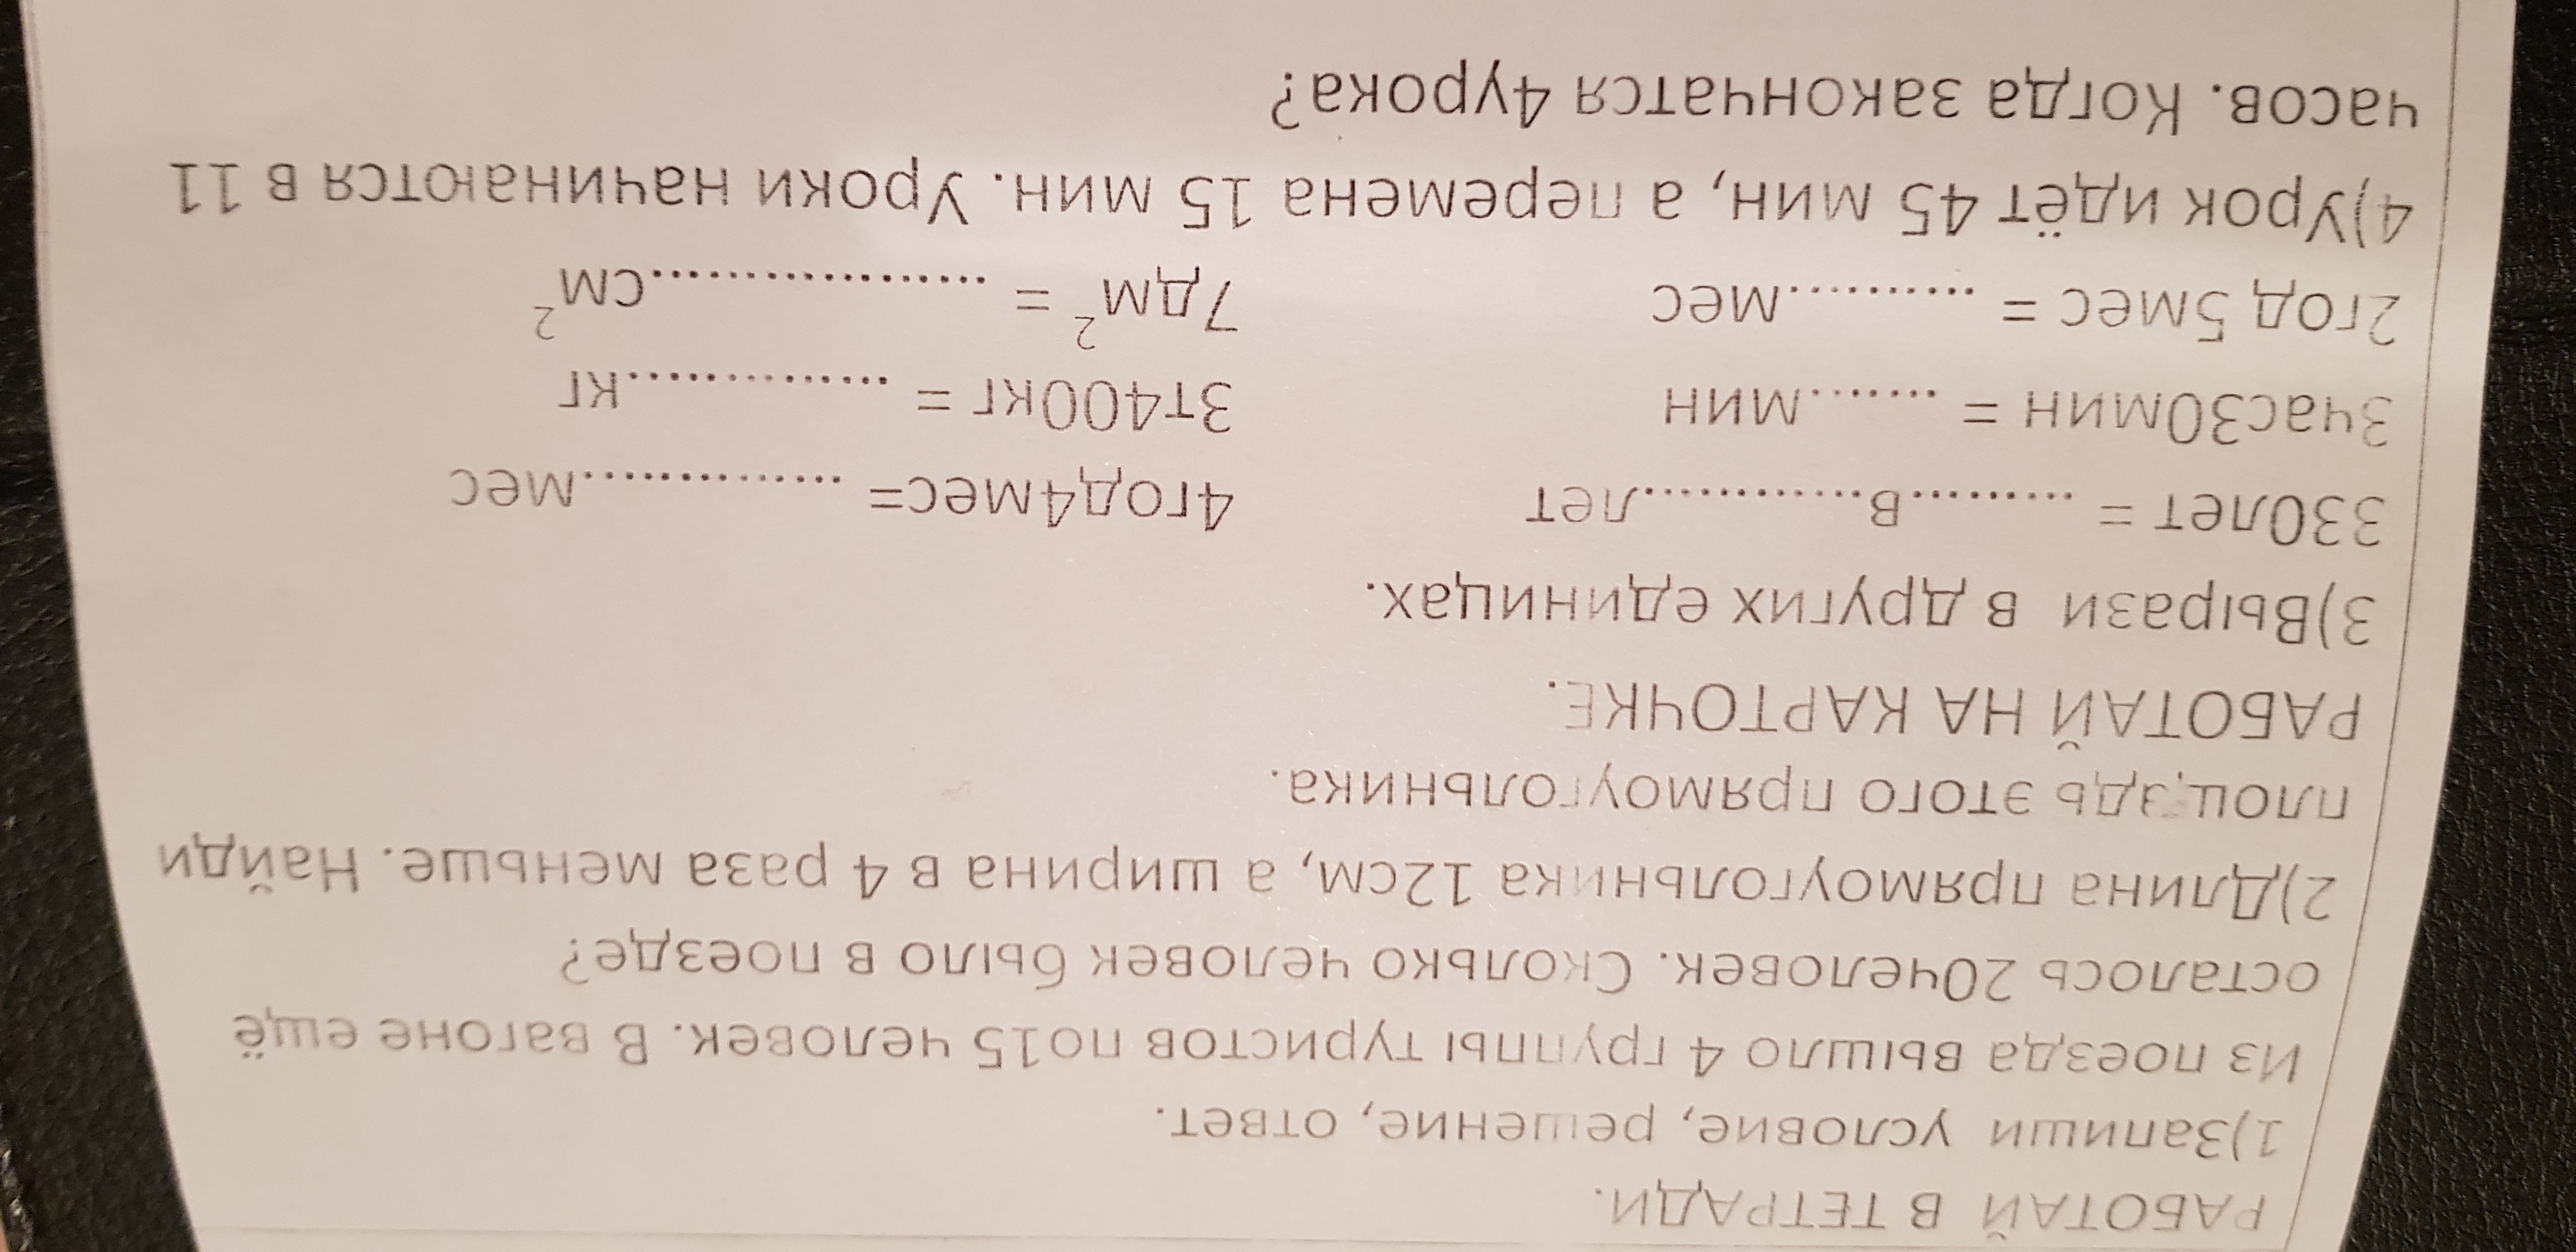 РАБОТАЙ В ТЕТРАДИ.
1)Запиши условие, решение, ответ.
Из поезда вышло 4 группы туристов по15 человек. В вагоне ещё
осталось 20человек. Сколько человек было в поезде?
2)Длина прямоугольника 12см, а ширина в 4 раза меньше. Найди
площадь этого прямоугольника.
РАБОТАЙ НА КАРТОЧКЕ.
3)Вырази в других единицах.
330лет = .........в.............лет 4год4мес= ..............мес
3час30мин = ........мин 3т400кг = ...............кг
2год 5мес = ...........мес 7дм² = ..................см²
4)Урок идёт 45 мин, а перемена 15 мин. Уроки начинаются в 11
часов. Когда закончатся 4урока?